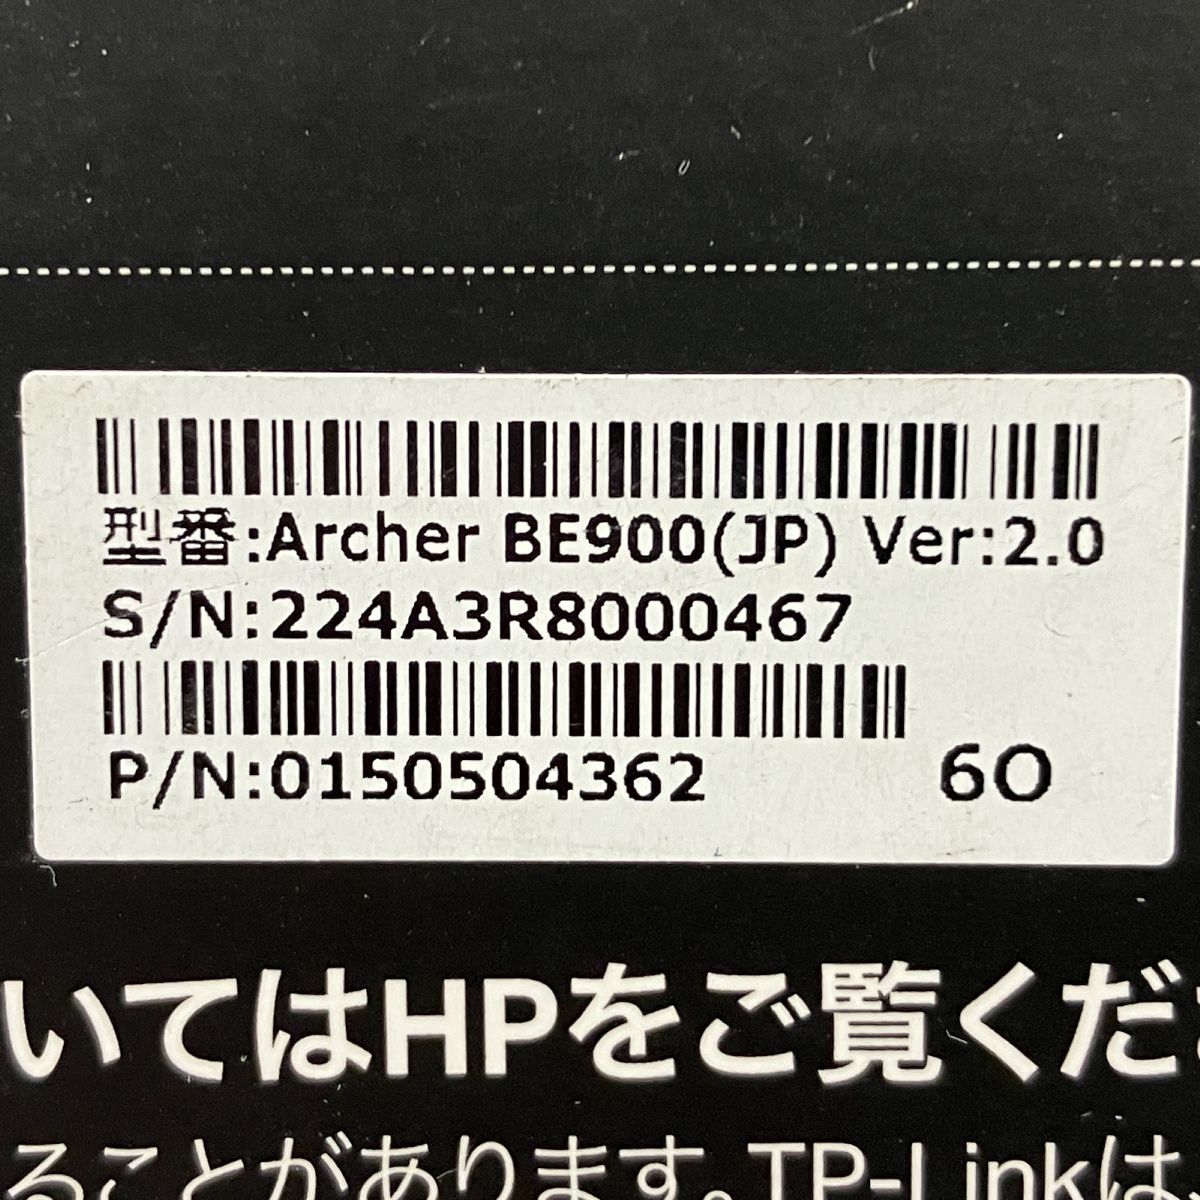 型番:Archer BE900(JP) Ver:2.0
S/N:224A3R8000467
P/N:0150504362 6O
いてはHPをご覧くださ
ることがあります。TP-Linkは